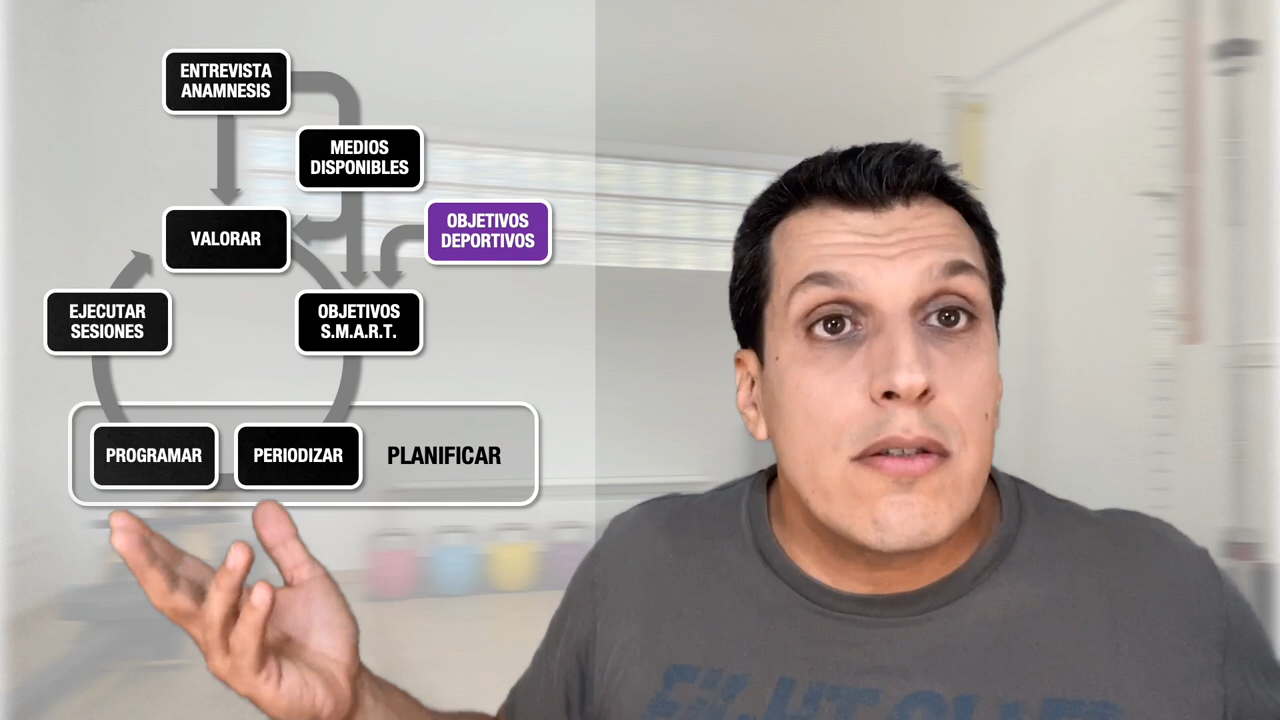 ENTREVISTA
ANAMNESIS
MEDIOS
DISPONIBLES
VALORAR
OBJETIVOS
DEPORTIVOS
EJECUTAR
SESIONES
OBJETIVOS
S.M.A.R.T.
PROGRAMAR
PERIODIZAR
PLANIFICAR